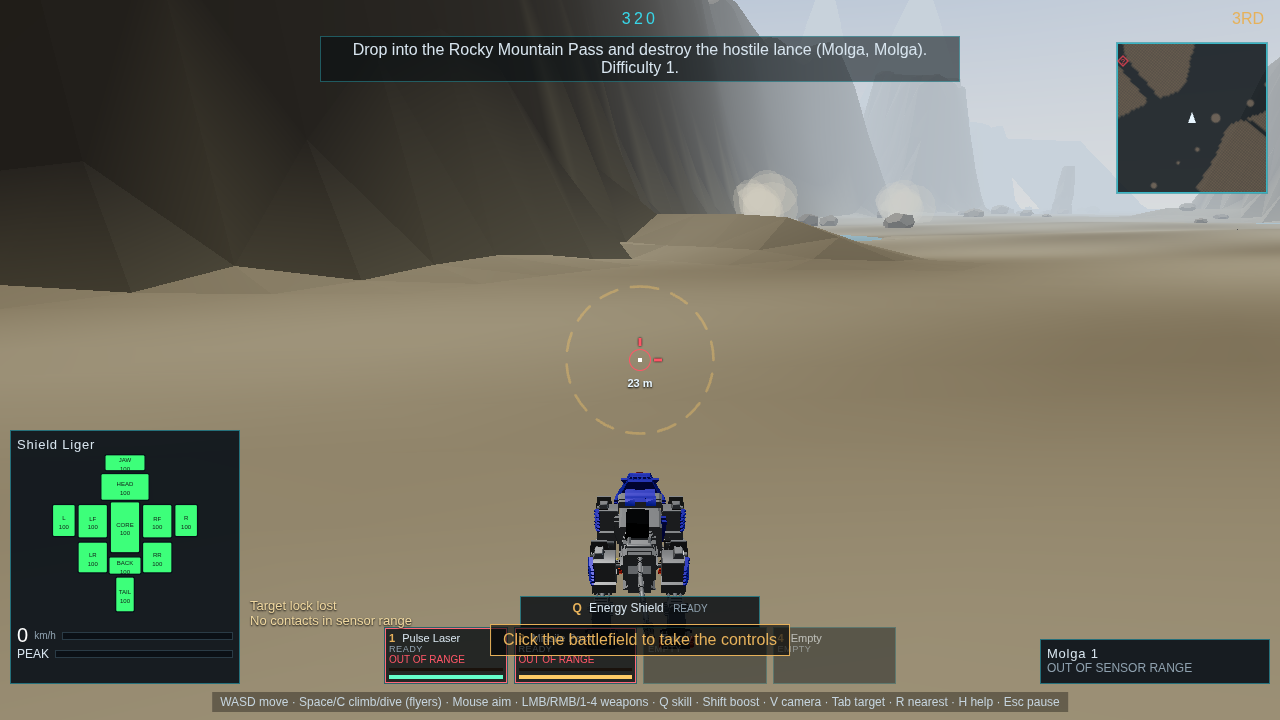 320
3RD
Drop into the Rocky Mountain Pass and destroy the hostile lance (Molga, Molga).
Difficulty 1.
23 m
Shield Liger
JAW
100
HEAD
100
L
100
LF
100
CORE
100
RF
100
R
100
LR
100
BACK
100
RR
100
TAIL
100
0 km/h
PEAK
Target lock lost
No contacts in sensor range
Q Energy Shield READY
Click the battlefield to take the controls
1 Pulse Laser
READY
OUT OF RANGE
READY
OUT OF RANGE
EMPTY
4 Empty
EMPTY
Molga 1
OUT OF SENSOR RANGE
WASD move · Space/C climb/dive (flyers) · Mouse aim · LMB/RMB/1-4 weapons · Q skill · Shift boost · V camera · Tab target · R nearest · H help · Esc pause